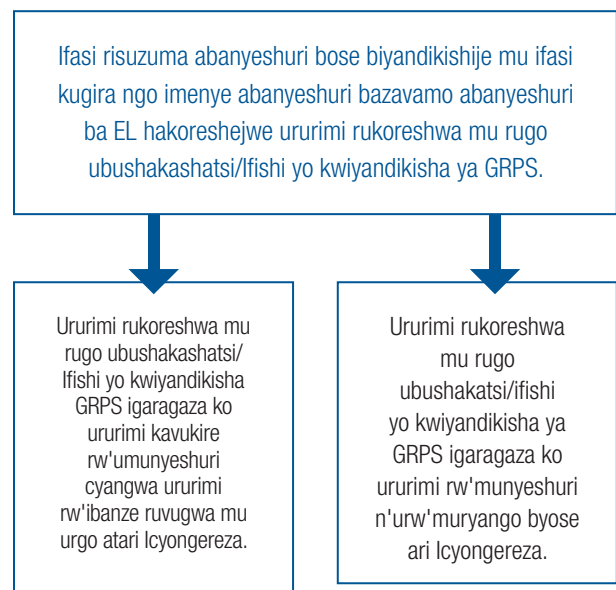 Ifasi risuzuma abanyeshuri bose biyandikishije mu ifasi
kugira ngo imenye abanyeshuri bazavamo abanyeshuri
ba EL hakoreshejwe ururimi rukoreshwa mu rugo
ubushakashatsi/Ifishi yo kwiyandikisha ya GRPS.
Ururimi rukoreshwa mu
rugo ubushakashatsi/
Ifishi yo kwiyandikisha
GRPS igaragaza ko
ururimi kavukire
rw'umunyeshuri
cyangwa ururimi
rw'ibanze ruvugwa mu
urgo atari Icyongereza.
Ururimi rukoreshwa
mu rugo
ubushakatsi/ifishi
yo kwiyandikisha ya
GRPS igaragaza ko
ururimi rw'munyeshuri
n'urw'muryango byose
ari Icyongereza.